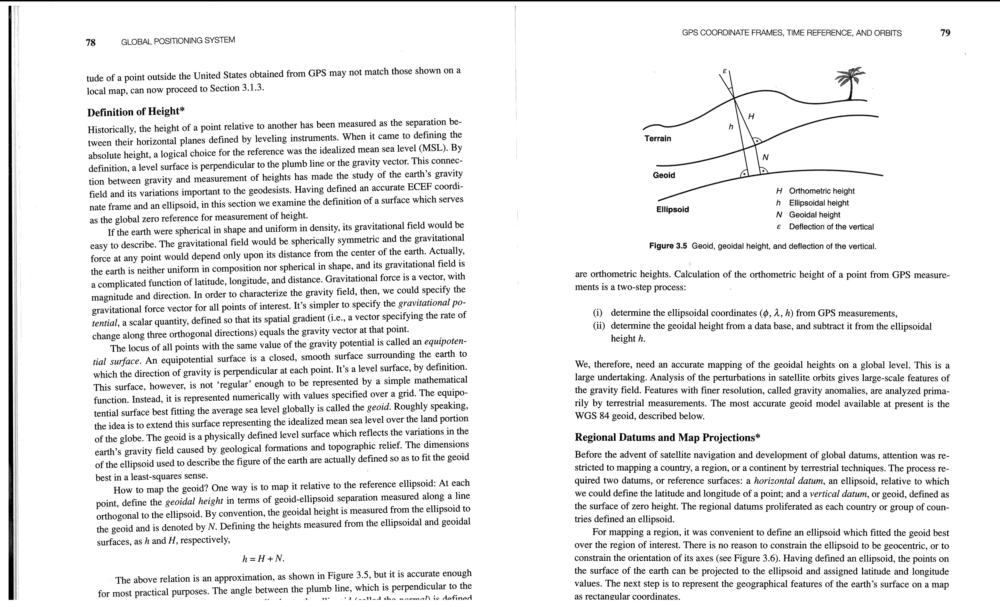 78 GLOBAL POSITIONING SYSTEM
tude of a point outside the United States obtained from GPS may not match those shown on a
local map, can now proceed to Section 3.1.3.
Definition of Height*
Historically, the height of a point relative to another has been measured as the separation be-
tween their horizontal planes defined by leveling instruments. When it came to defining the
absolute height, a logical choice for the reference was the idealized mean sea level (MSL). By
definition, a level surface is perpendicular to the plumb line or the gravity vector. This connec-
tion between gravity and measurement of heights has made the study of the earth's gravity
field and its variations important to the geodesists. Having defined an accurate ECEF coordi-
nate frame and an ellipsoid, in this section we examine the definition of a surface which serves
as the global zero reference for measurement of height.
If the earth were spherical in shape and uniform in density, its gravitational field would be
easy to describe. The gravitational field would be spherically symmetric and the gravitational
force at any point would depend only upon its distance from the center of the earth. Actually,
the earth is neither uniform in composition nor spherical in shape, and its gravitational field is
a complicated function of latitude, longitude, and distance. Gravitational force is a vector, with
magnitude and direction. In order to characterize the gravity field, then, we could specify the
gravitational force vector for all points of interest. It's simpler to specify the gravitational po-
tential, a scalar quantity, defined so that its spatial gradient (i.e., a vector specifying the rate of
change along three orthogonal directions) equals the gravity vector at that point.
The locus of all points with the same value of the gravity potential is called an equipoten-
tial surface. An equipotential surface is a closed, smooth surface surrounding the earth to
which the direction of gravity is perpendicular at each point. It's a level surface, by definition.
This surface, however, is not 'regular' enough to be represented by a simple mathematical
function. Instead, it is represented numerically with values specified over a grid. The equipo-
tential surface best fitting the average sea level globally is called the geoid. Roughly speaking,
the idea is to extend this surface representing the idealized mean sea level over the land portion
of the globe. The geoid is a physically defined level surface which reflects the variations in the
earth's gravity field caused by geological formations and topographic relief. The dimensions
of the ellipsoid used to describe the figure of the earth are actually defined so as to fit the geoid
best in a least-squares sense.
How to map the geoid? One way is to map it relative to the reference ellipsoid: At each
point, define the geoidal height in terms of geoid-ellipsoid separation measured along a line
orthogonal to the ellipsoid. By convention, the geoidal height is measured from the ellipsoid to
the geoid and is denoted by N. Defining the heights measured from the ellipsoidal and geoidal
surfaces, as h and H, respectively,
h = H + N.
The above relation is an approximation, as shown in Figure 3.5, but it is accurate enough
for most practical purposes. The angle between the plumb line, which is perpendicular to the
(called the normal) is defined
GPS COORDINATE FRAMES, TIME REFERENCE, AND ORBITS 79
ε
H
h
Terrain
N
Geoid
Ellipsoid
H Orthometric height
h Ellipsoidal height
N Geoidal height
ε Deflection of the vertical
Figure 3.5 Geoid, geoidal height, and deflection of the vertical.
are orthometric heights. Calculation of the orthometric height of a point from GPS measure-
ments is a two-step process:
(i) determine the ellipsoidal coordinates (ϕ, λ, h) from GPS measurements,
(ii) determine the geoidal height from a data base, and subtract it from the ellipsoidal
height h.
We, therefore, need an accurate mapping of the geoidal heights on a global level. This is a
large undertaking. Analysis of the perturbations in satellite orbits gives large-scale features of
the gravity field. Features with finer resolution, called gravity anomalies, are analyzed prima-
rily by terrestrial measurements. The most accurate geoid model available at present is the
WGS 84 geoid, described below.
Regional Datums and Map Projections*
Before the advent of satellite navigation and development of global datums, attention was re-
stricted to mapping a country, a region, or a continent by terrestrial techniques. The process re-
quired two datums, or reference surfaces: a horizontal datum, an ellipsoid, relative to which
we could define the latitude and longitude of a point; and a vertical datum, or geoid, defined as
the surface of zero height. The regional datums proliferated as each country or group of coun-
tries defined an ellipsoid.
For mapping a region, it was convenient to define an ellipsoid which fitted the geoid best
over the region of interest. There is no reason to constrain the ellipsoid to be geocentric, or to
constrain the orientation of its axes (see Figure 3.6). Having defined an ellipsoid, the points on
the surface of the earth can be projected to the ellipsoid and assigned latitude and longitude
values. The next step is to represent the geographical features of the earth's surface on a map
as rectangular coordinates.